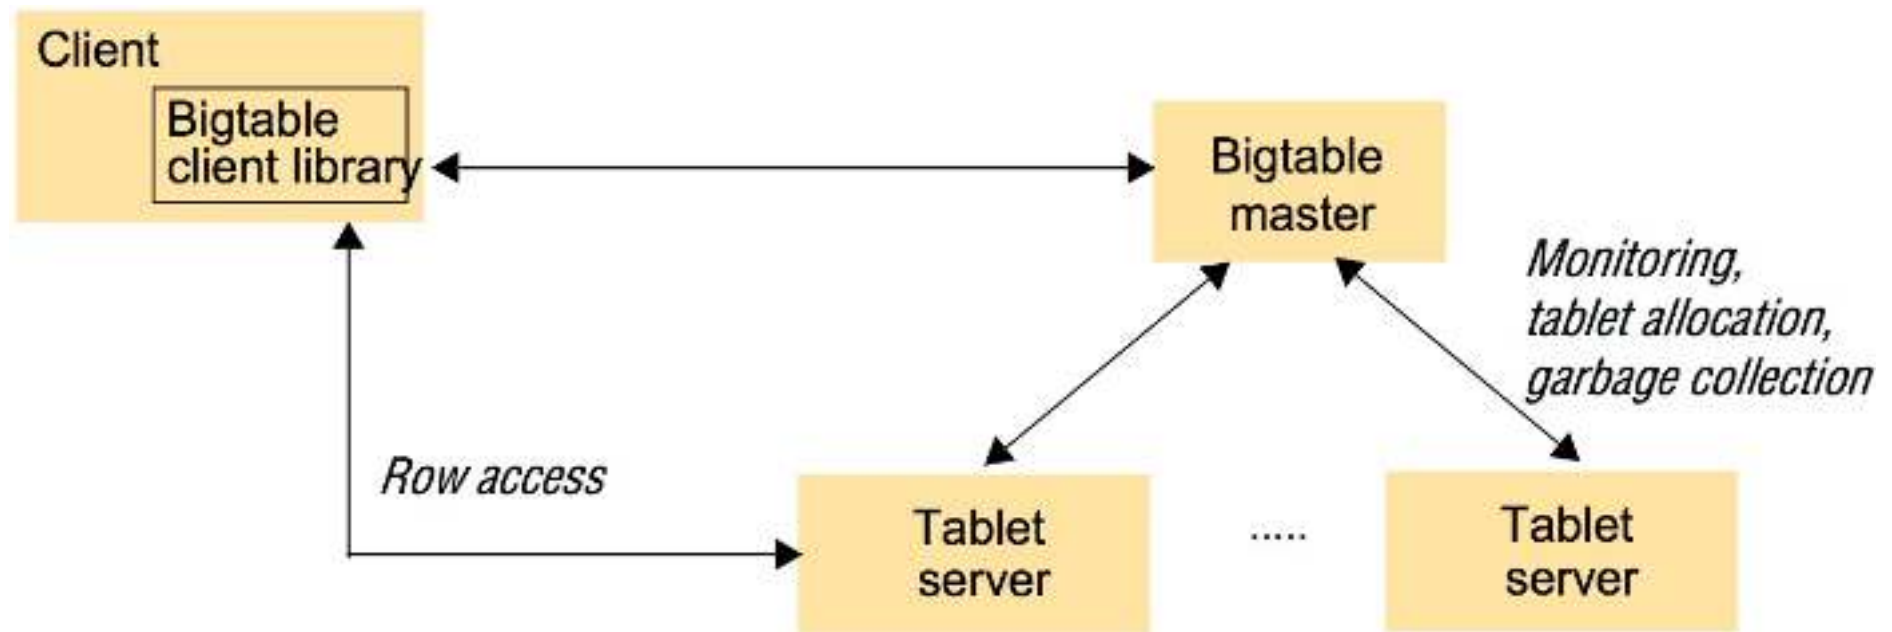 Client
Bigtable
client library
Bigtable
master
Monitoring,
tablet allocation,
garbage collection
Row access
Tablet
server
.....
Tablet
server